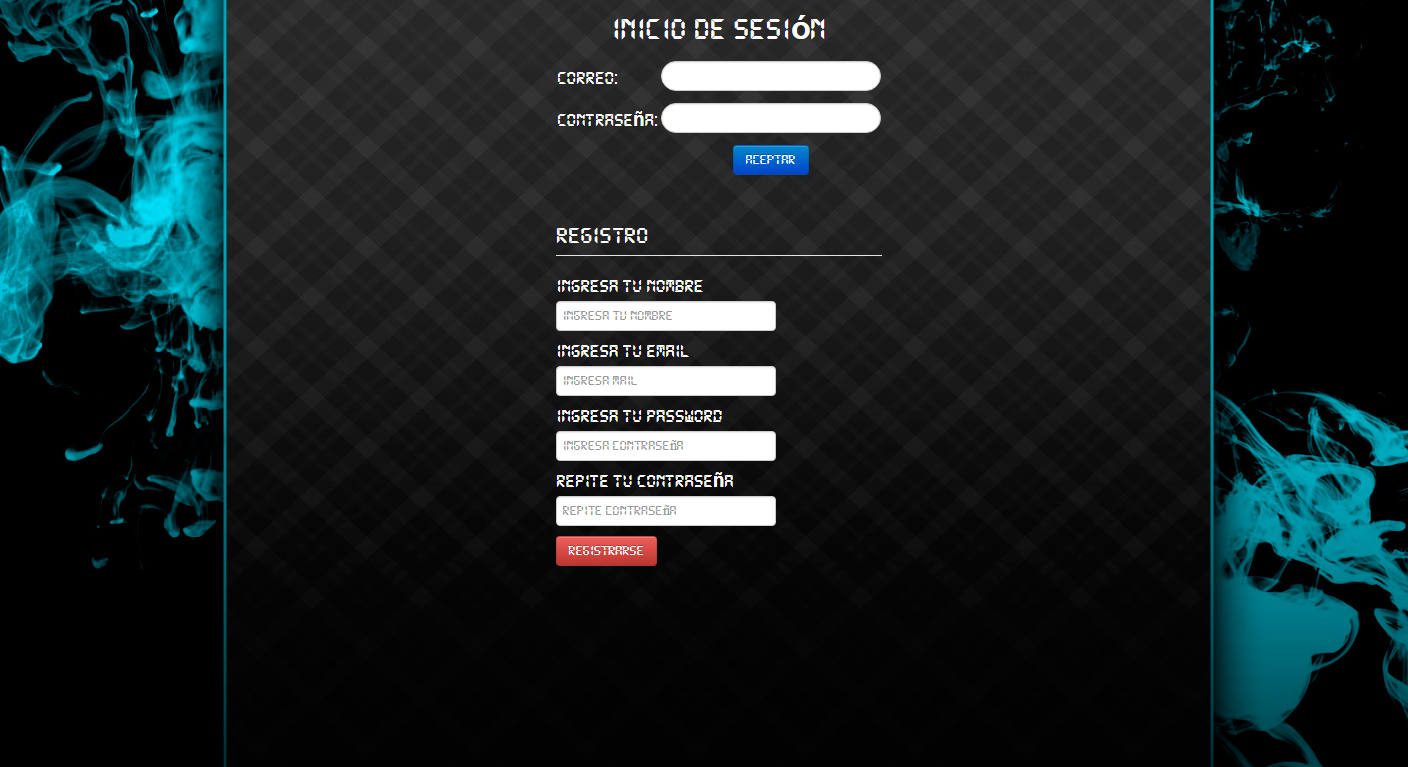 INICIO DE SESIÓN
CORREO:
CONTRASEÑA:
ACEPTAR
REGISTRO
INGRESA TU NOMBRE
INGRESA TU NOMBRE
INGRESA TU EMAIL
INGRESA MAIL
INGRESA TU PASSWORD
INGRESA CONTRASEÑA
REPITE TU CONTRASEÑA
REPITE CONTRASEÑA
REGISTRARSE